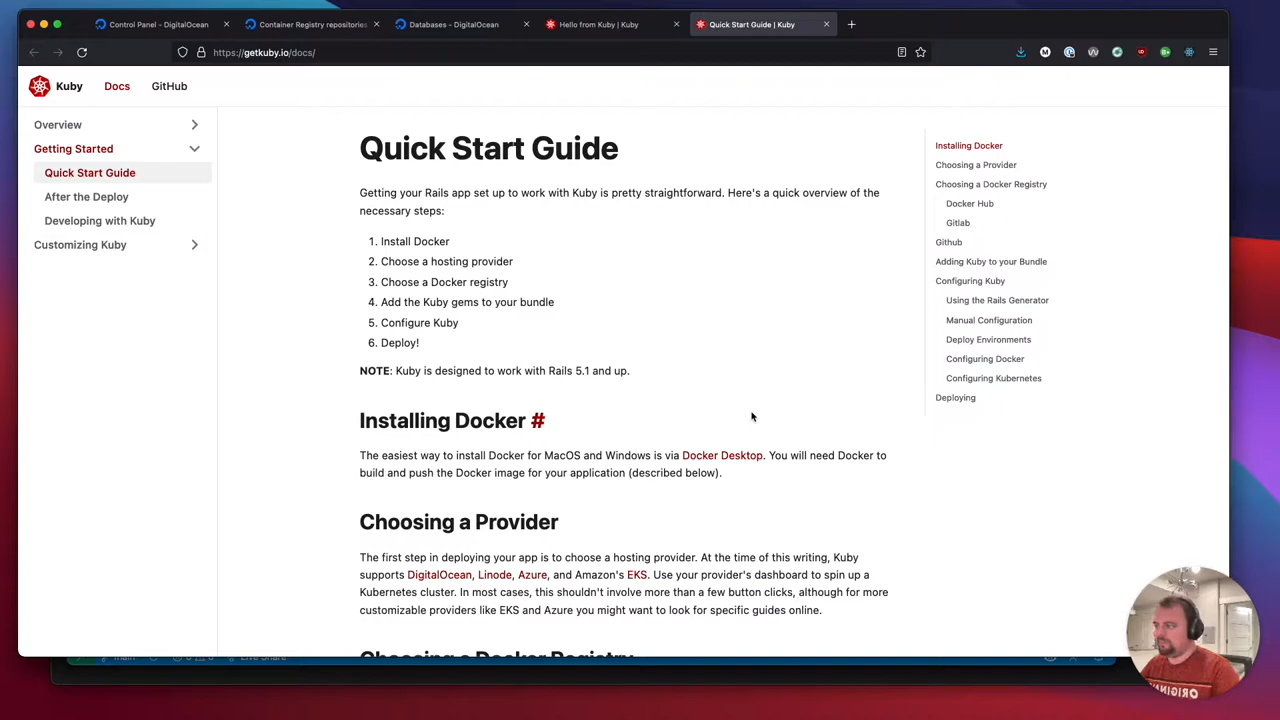 Control Panel - DigitalOcean
Container Registry repositories
Databases - DigitalOcean
Hello from Kuby | Kuby
Quick Start Guide | Kuby
https://getkuby.io/docs/
Kuby
Docs
GitHub
Overview
Getting Started
Quick Start Guide
After the Deploy
Developing with Kuby
Customizing Kuby
Quick Start Guide
Getting your Rails app set up to work with Kuby is pretty straightforward. Here's a quick overview of the
necessary steps:
1. Install Docker
2. Choose a hosting provider
3. Choose a Docker registry
4. Add the Kuby gems to your bundle
5. Configure Kuby
6. Deploy!
NOTE: Kuby is designed to work with Rails 5.1 and up.
Installing Docker #
The easiest way to install Docker for MacOS and Windows is via Docker Desktop. You will need Docker to
build and push the Docker image for your application (described below).
Choosing a Provider
The first step in deploying your app is to choose a hosting provider. At the time of this writing, Kuby
supports DigitalOcean, Linode, Azure, and Amazon's EKS. Use your provider's dashboard to spin up a
Kubernetes cluster. In most cases, this shouldn't involve more than a few button clicks, although for more
customizable providers like EKS and Azure you might want to look for specific guides online.
Choosing a Docker Registry
Installing Docker
Choosing a Provider
Choosing a Docker Registry
Docker Hub
Gitlab
Github
Adding Kuby to your Bundle
Configuring Kuby
Using the Rails Generator
Manual Configuration
Deploy Environments
Configuring Docker
Configuring Kubernetes
Deploying
main
Live Share
ORIGIN